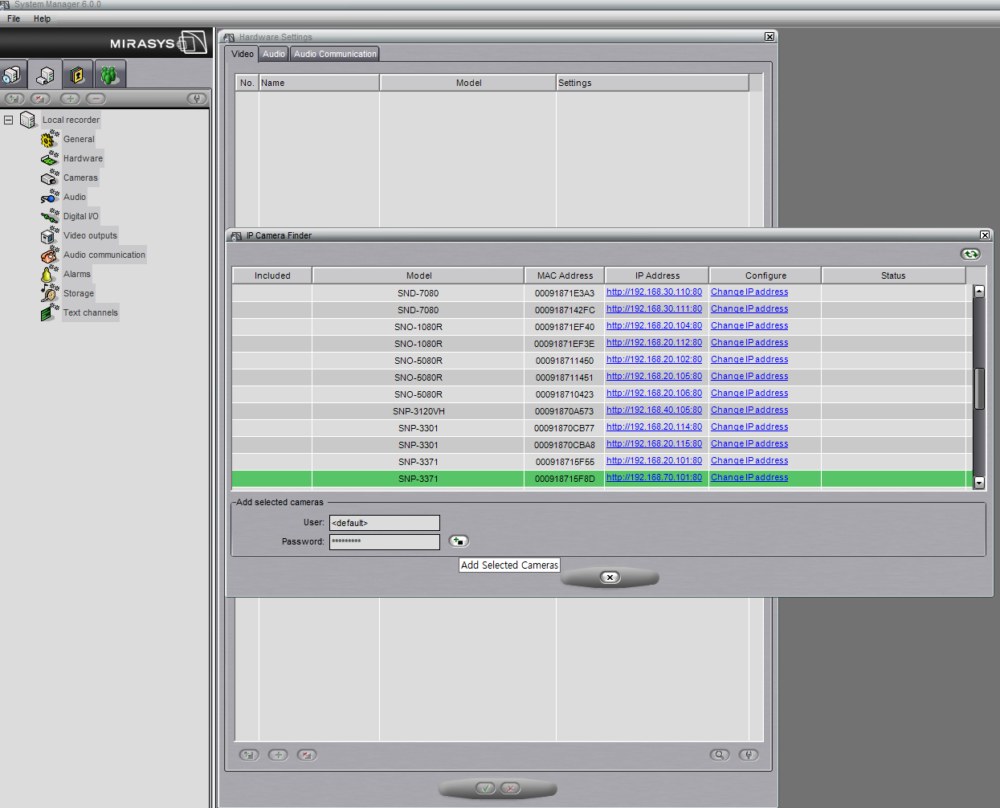 System Manager 6.0.0
File Help
MIRASYS
Local recorder
General
Hardware
Cameras
Audio
Digital I/O
Video outputs
Audio communication
Alarms
Storage
Text channels
Hardware Settings
Video Audio Audio Communication
No. Name Model Settings
IP Camera Finder
Included Model MAC Address IP Address Configure Status
SND-7080 00091871E3A3 http://192.168.30.110:80 Change IP address
SND-7080 0009187142FC http://192.168.30.111:80 Change IP address
SNO-1080R 00091871EF40 http://192.168.20.104:80 Change IP address
SNO-1080R 00091871EF3E http://192.168.20.112:80 Change IP address
SNO-5080R 000918711450 http://192.168.20.102:80 Change IP address
SNO-5080R 000918711451 http://192.168.20.105:80 Change IP address
SNO-5080R 000918710423 http://192.168.20.106:80 Change IP address
SNP-3120VH 00091870A573 http://192.168.40.105:80 Change IP address
SNP-3301 00091870CB77 http://192.168.20.114:80 Change IP address
SNP-3301 00091870CBA8 http://192.168.20.115:80 Change IP address
SNP-3371 000918715F55 http://192.168.20.101:80 Change IP address
SNP-3371 000918715F8D http://192.168.70.101:80 Change IP address
Add selected cameras
User: <default>
Password: *********
Add Selected Cameras